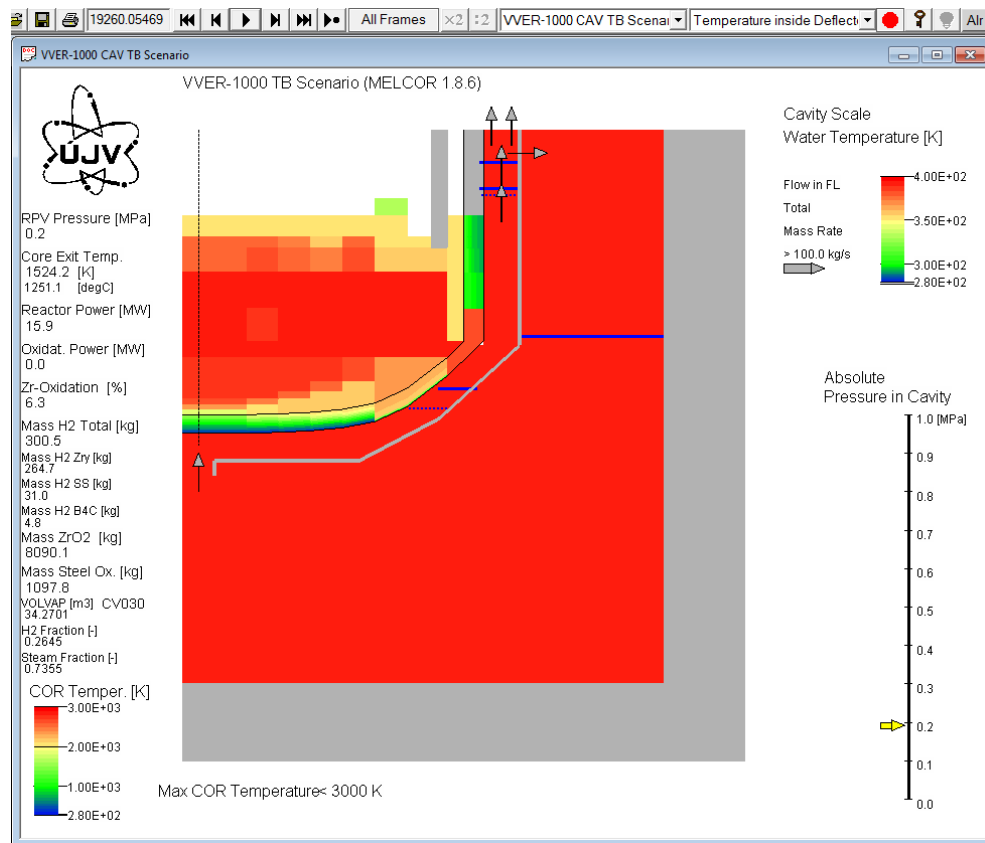 19260.05469
All Frames
×2
:2
VVER-1000 CAV TB Scenar
Temperature inside Deflect
Alr
VVER-1000 CAV TB Scenario
VVER-1000 TB Scenario (MELCOR 1.8.6)
ÚJV
RPV Pressure [MPa]
0.2
Core Exit Temp.
1524.2 [K]
1251.1 [degC]
Reactor Power [MW]
15.9
Oxidat. Power [MW]
0.0
Zr-Oxidation [%]
6.3
Mass H2 Total [kg]
300.5
Mass H2 Zry [kg]
264.7
Mass H2 SS [kg]
31.0
Mass H2 B4C [kg]
4.8
Mass ZrO2 [kg]
8090.1
Mass Steel Ox. [kg]
1097.8
VOLVAP [m3] CV030
34.2701
H2 Fraction [-]
0.2645
Steam Fraction [-]
0.7355
COR Temper. [K]
3.00E+03
2.00E+03
1.00E+03
2.80E+02
Max COR Temperature< 3000 K
Cavity Scale
Water Temperature [K]
Flow in FL
Total
Mass Rate
> 100.0 kg/s
4.00E+02
3.50E+02
3.00E+02
2.80E+02
Absolute
Pressure in Cavity
1.0 [MPa]
0.9
0.8
0.7
0.6
0.5
0.4
0.3
0.2
0.1
0.0